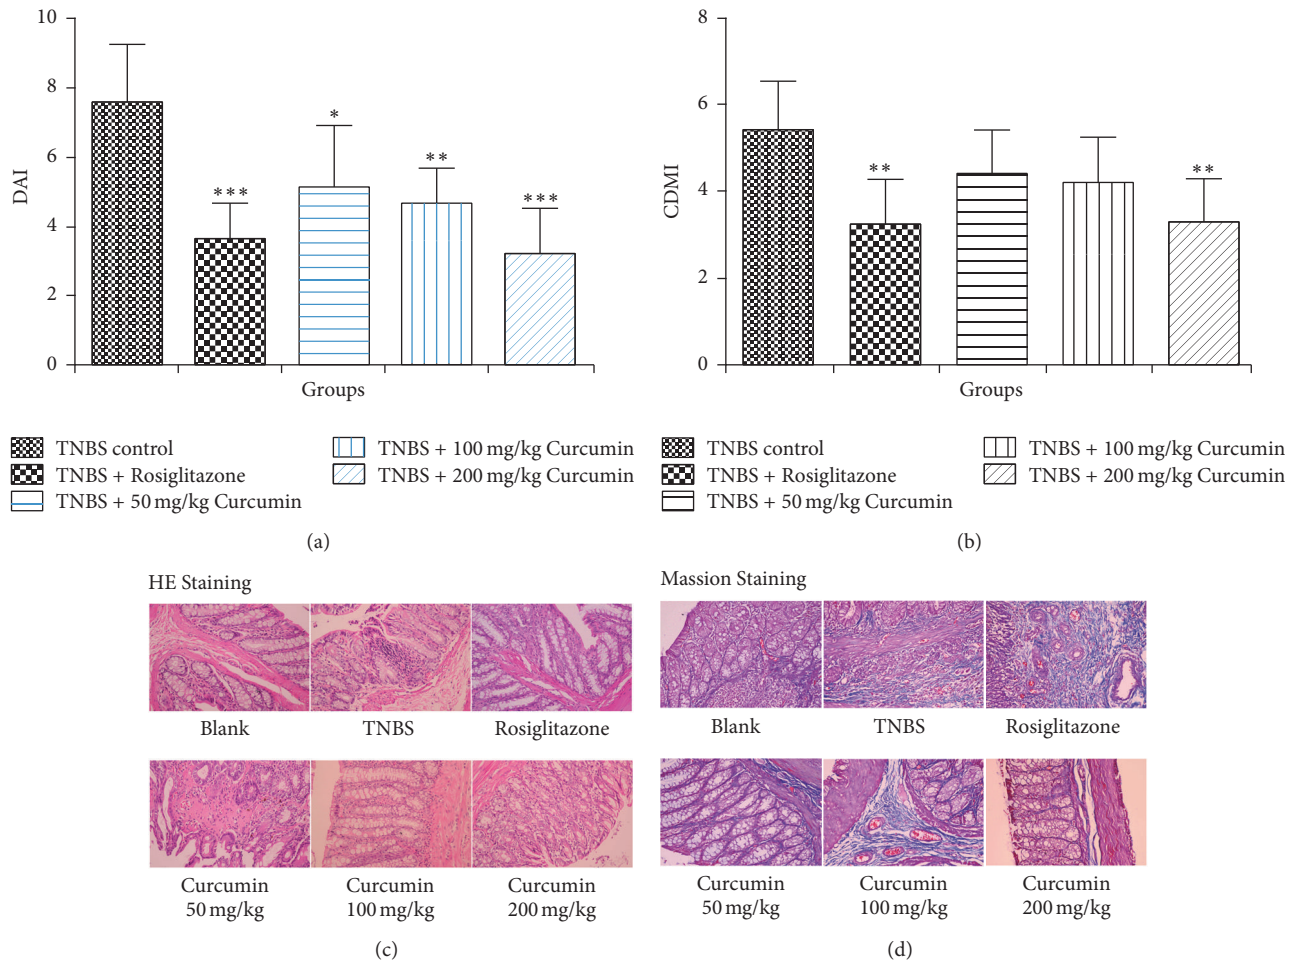 10
8
6
4
2
0
DAI
***
*
**
***
Groups
TNBS control
TNBS + Rosiglitazone
TNBS + 50 mg/kg Curcumin
TNBS + 100 mg/kg Curcumin
TNBS + 200 mg/kg Curcumin
(a)
8
6
4
2
0
CDMI
**
**
Groups
TNBS control
TNBS + Rosiglitazone
TNBS + 50 mg/kg Curcumin
TNBS + 100 mg/kg Curcumin
TNBS + 200 mg/kg Curcumin
(b)
HE Staining
Blank
TNBS
Rosiglitazone
Curcumin
50 mg/kg
Curcumin
100 mg/kg
Curcumin
200 mg/kg
(c)
Massion Staining
Blank
TNBS
Rosiglitazone
Curcumin
50 mg/kg
Curcumin
100 mg/kg
Curcumin
200 mg/kg
(d)